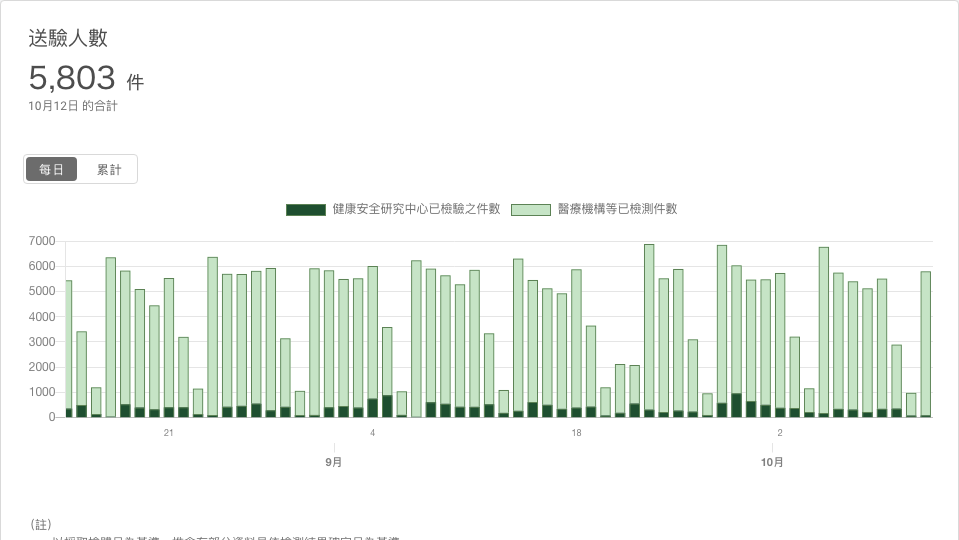 送驗人數
5,803 件
10月12日 的合計
每日 累計
健康安全研究中心已檢驗之件數 醫療機構等已檢測件數
7000
6000
5000
4000
3000
2000
1000
0
21 4 18 2
9月 10月
(註)